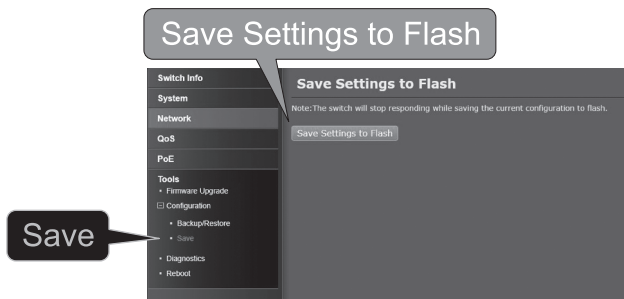 Save Settings to Flash
Switch Info
System
Network
QoS
PoE
Tools
• Firmware Upgrade
Configuration
• Backup/Restore
• Save
• Diagnostics
• Reboot
Save
Save Settings to Flash
Note:The switch will stop responding while saving the current configuration to flash.
Save Settings to Flash